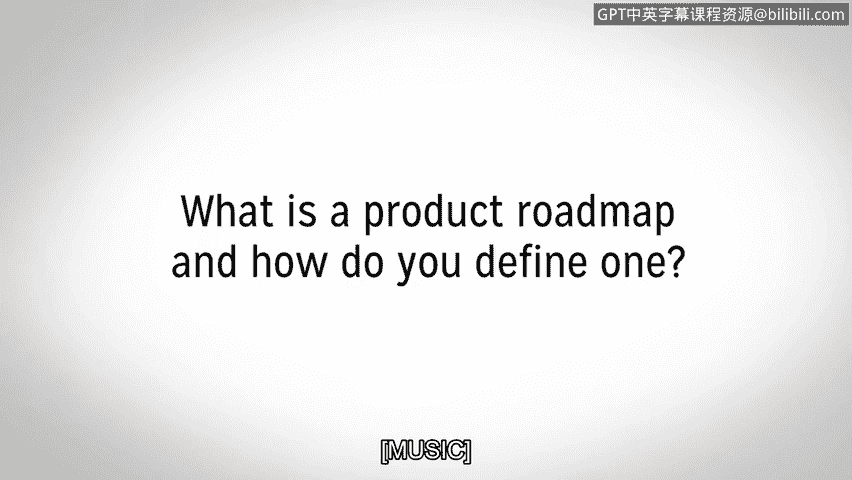 GPT中英字幕课程资源@bilibili.com
What is a product roadmap
and how do you define one?
[MUSIC]